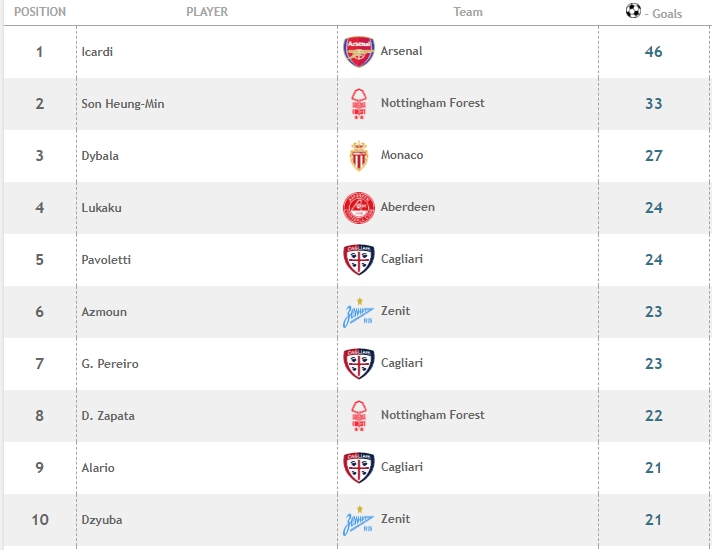 POSITION PLAYER Team - Goals
1 Icardi Arsenal 46
2 Son Heung-Min Nottingham Forest 33
3 Dybala Monaco 27
4 Lukaku Aberdeen 24
5 Pavoletti Cagliari 24
6 Azmoun Zenit 23
7 G. Pereiro Cagliari 23
8 D. Zapata Nottingham Forest 22
9 Alario Cagliari 21
10 Dzyuba Zenit 21